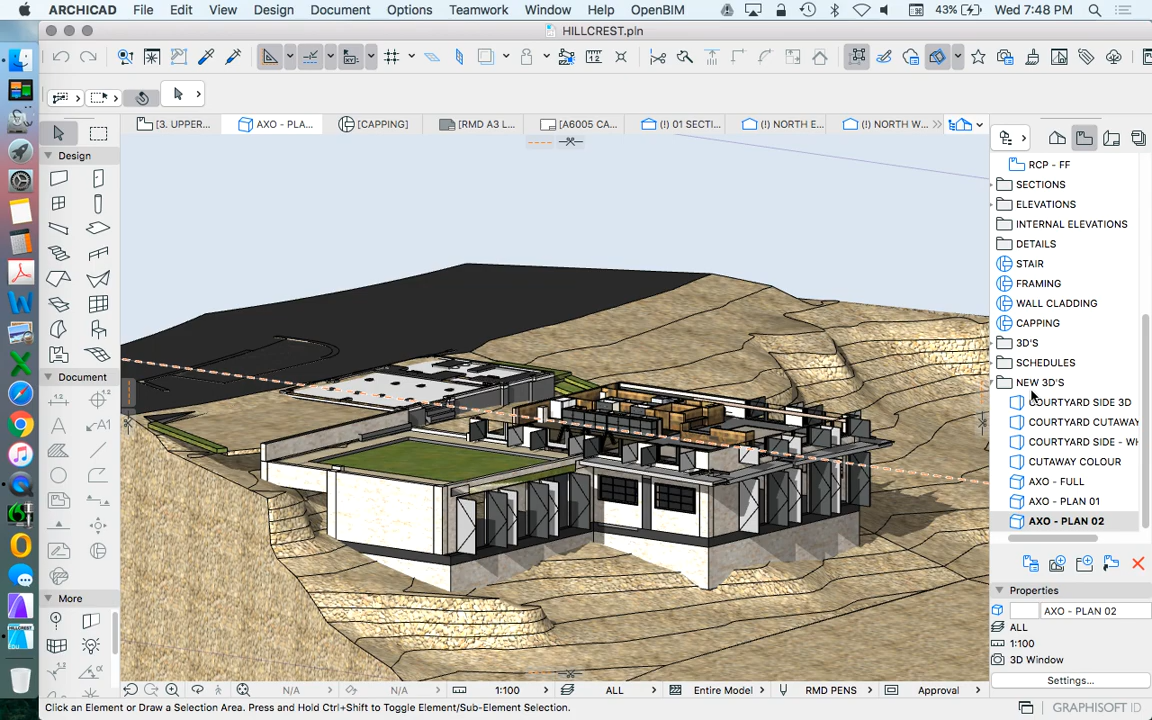 ARCHICAD File Edit View Design Document Options Teamwork Window Help OpenBIM 43% Wed 7:48 PM
HILLCREST.pln
[3. UPPER... AXO - PLA... [CAPPING] [RMD A3 L... [A6005 CA... (!) 01 SECTI... (!) NORTH E... (!) NORTH W...
Design
Document
More
RCP - FF
SECTIONS
ELEVATIONS
INTERNAL ELEVATIONS
DETAILS
STAIR
FRAMING
WALL CLADDING
CAPPING
3D'S
SCHEDULES
NEW 3D'S
COURTYARD SIDE 3D
COURTYARD CUTAWAY
COURTYARD SIDE - WH
CUTAWAY COLOUR
AXO - FULL
AXO - PLAN 01
AXO - PLAN 02
Properties
AXO - PLAN 02
ALL
1:100
3D Window
Settings...
N/A N/A 1:100 ALL Entire Model RMD PENS Approval
Click an Element or Draw a Selection Area. Press and Hold Ctrl+Shift to Toggle Element/Sub-Element Selection.
GRAPHISOFT ID